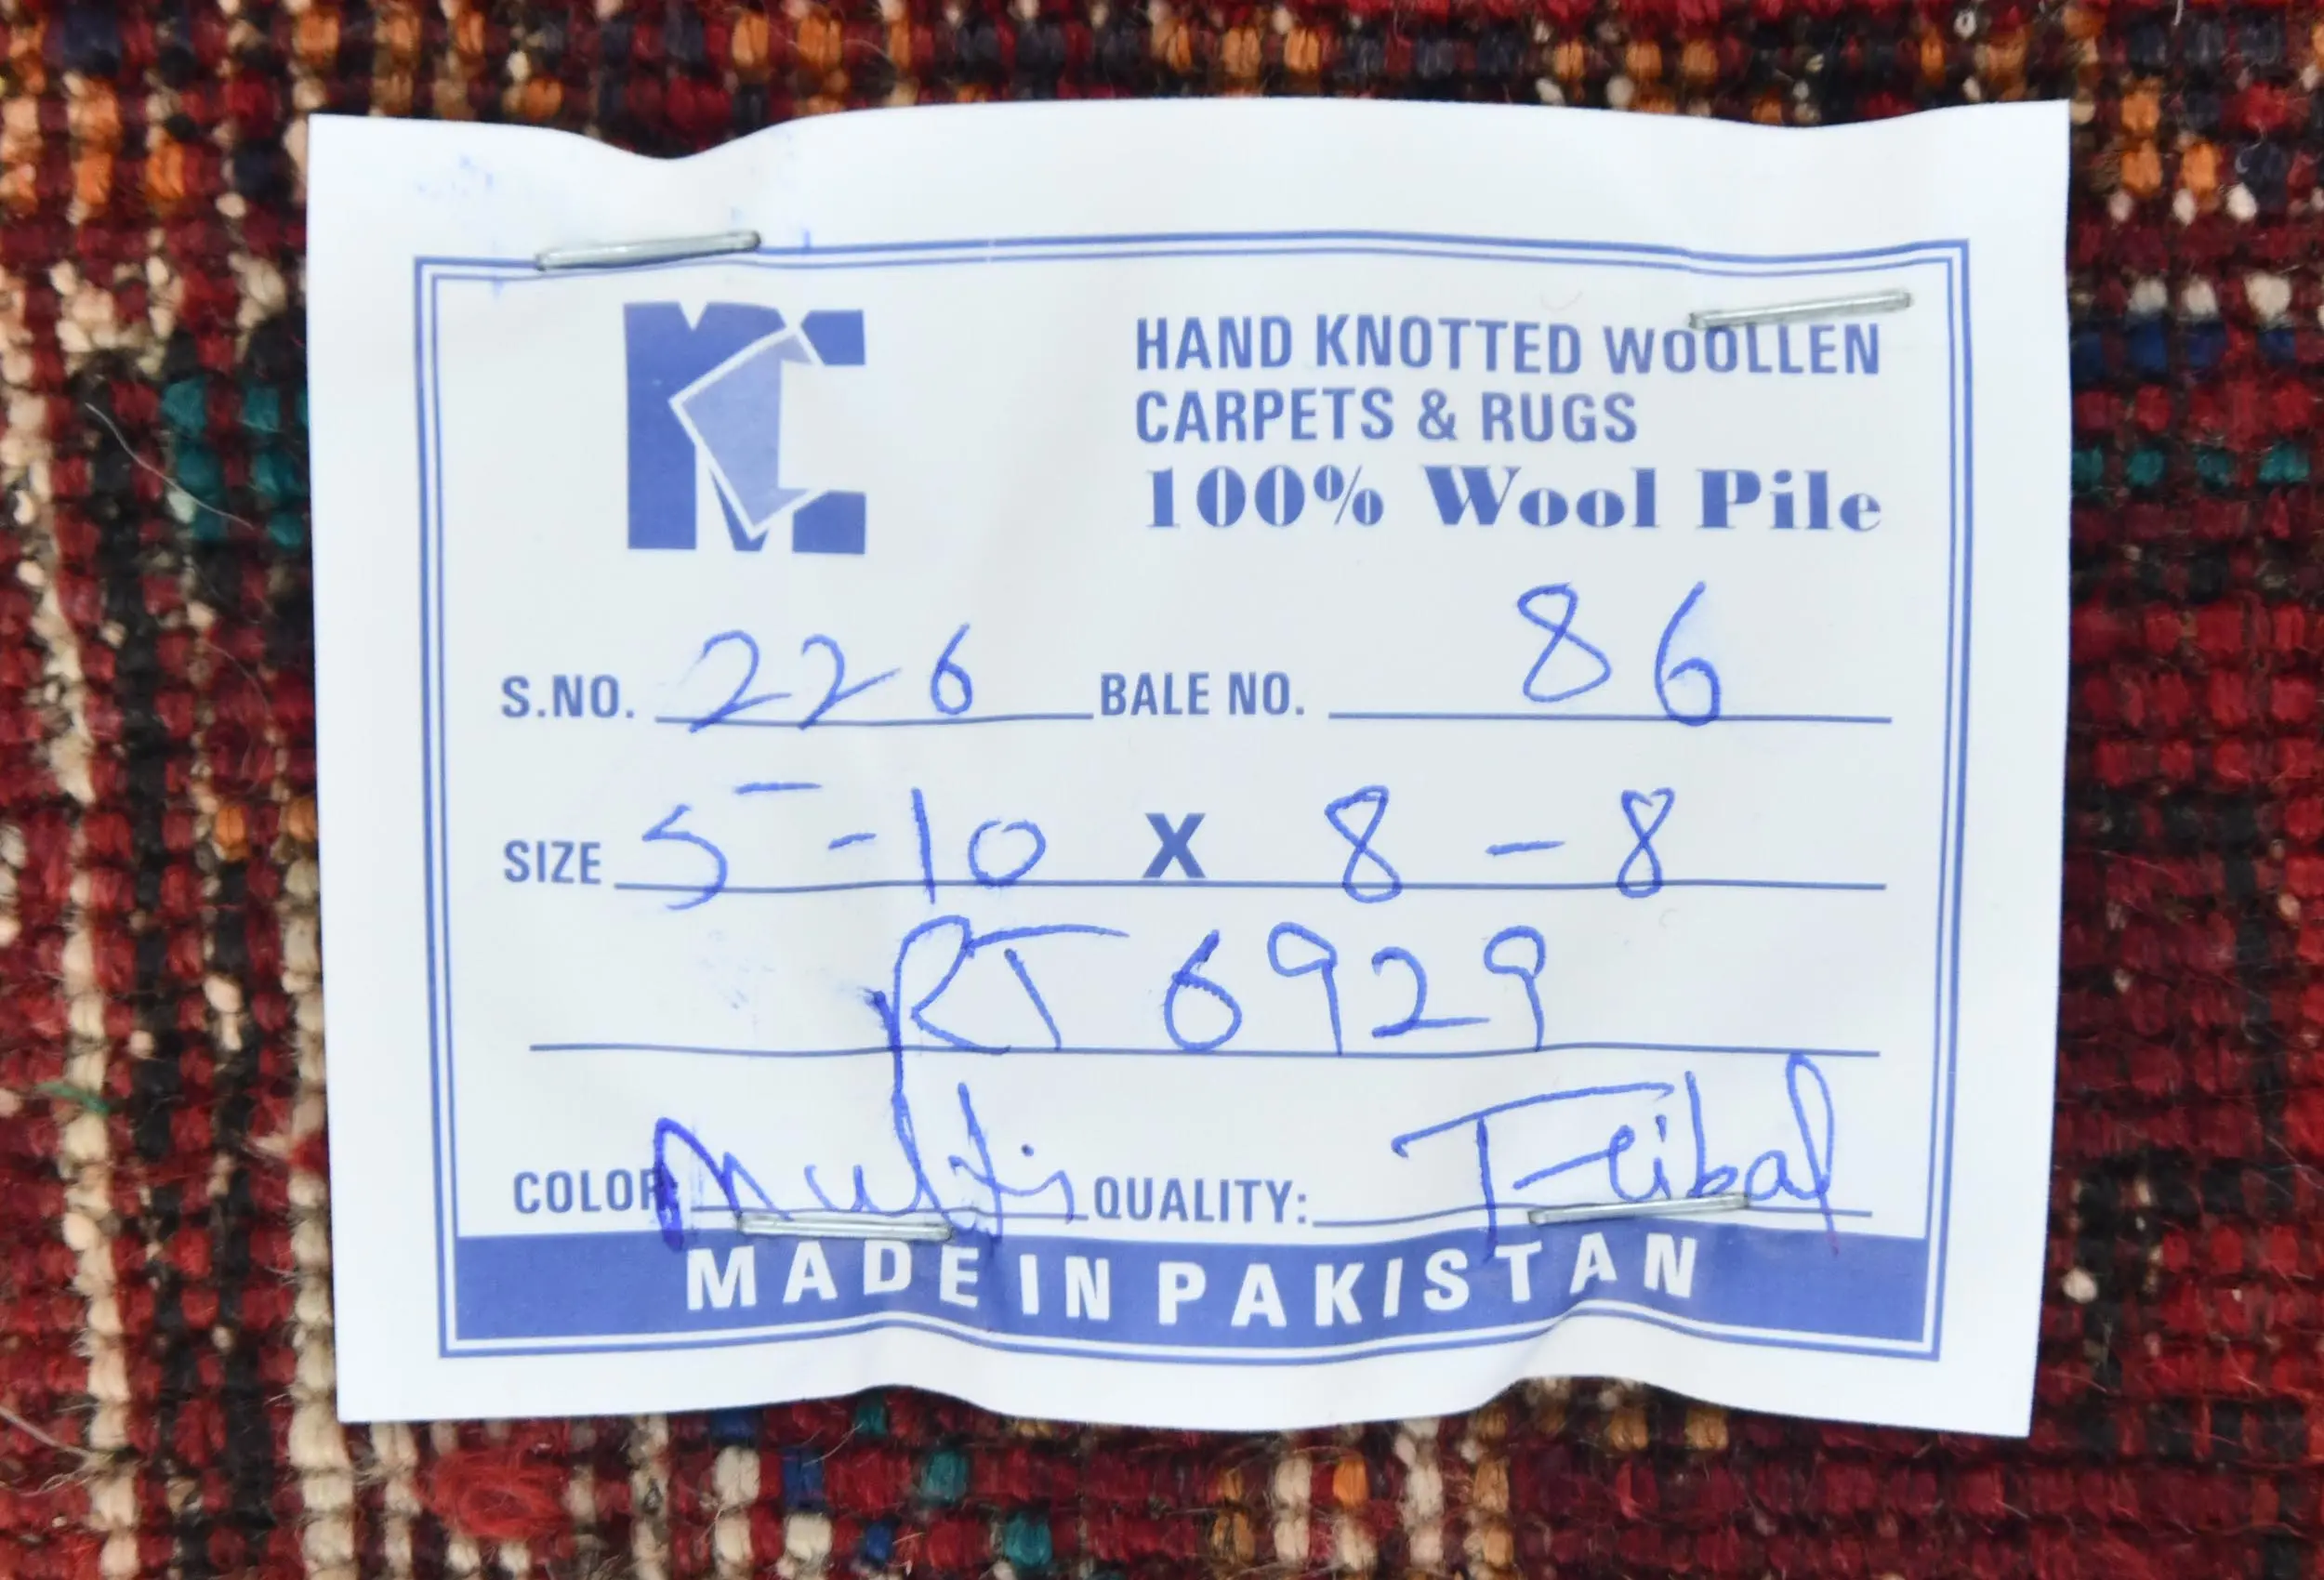 HAND KNOTTED WOOLLEN
CARPETS & RUGS
100% Wool Pile
S.NO. 226 BALE NO. 86
SIZE 5-10 X 8-8
RT 6929
COLOR Multi QUALITY: Tribal
MADE IN PAKISTAN